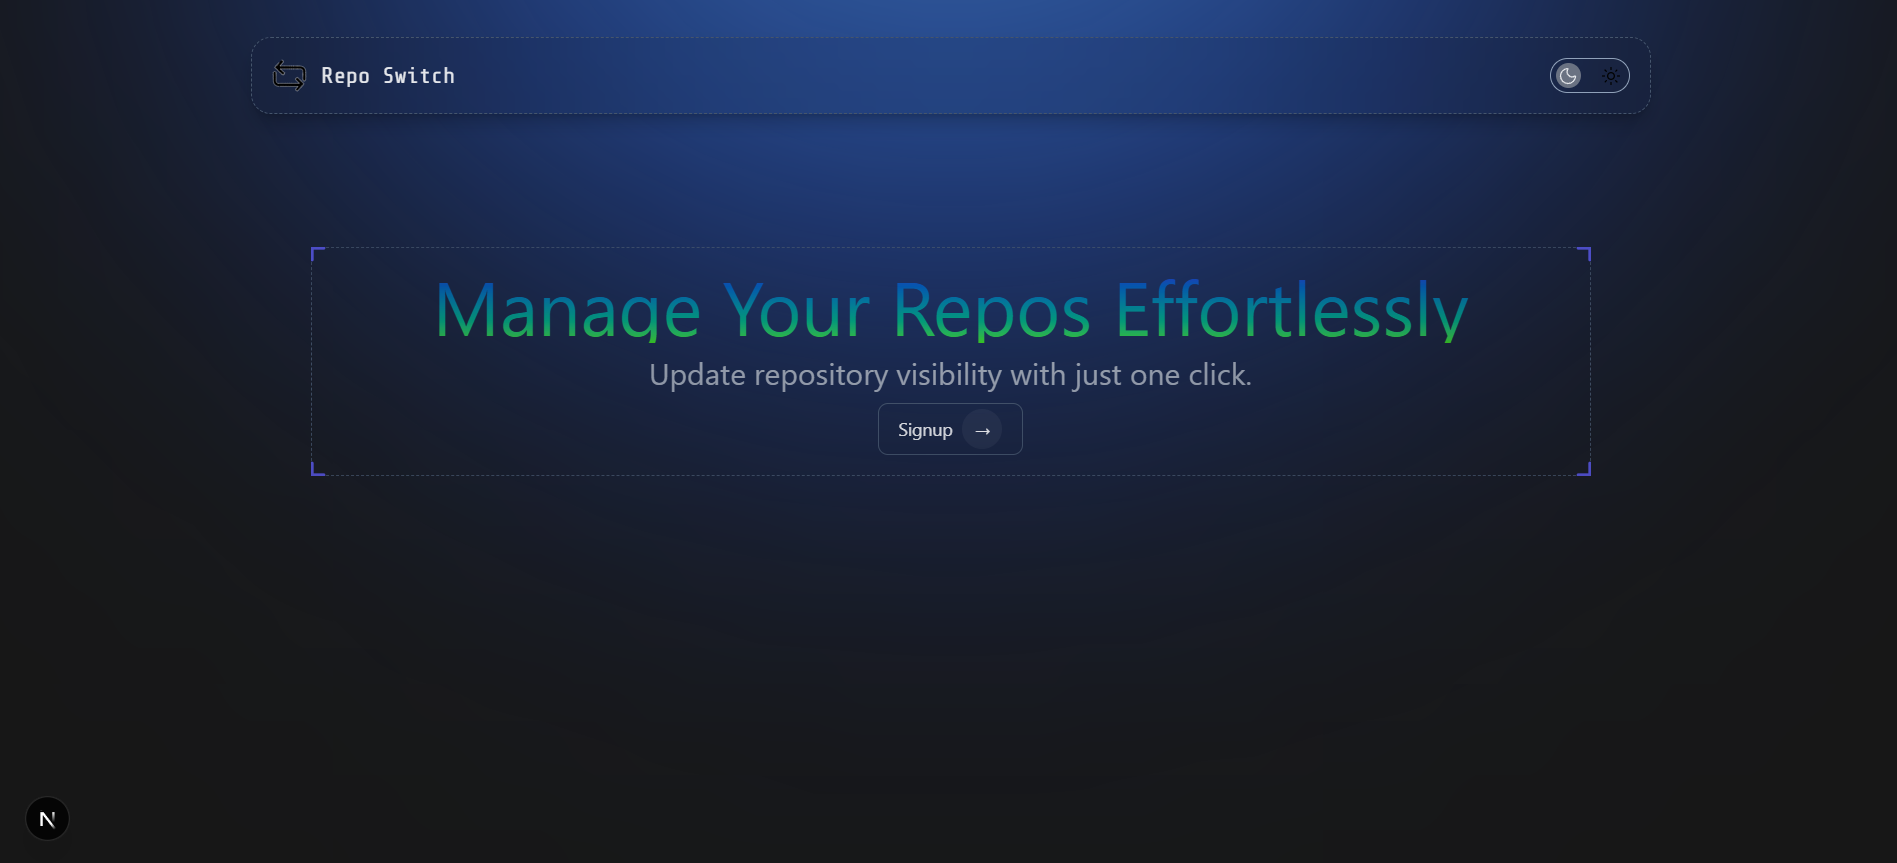 Repo Switch
Manage Your Repos Effortlessly
Update repository visibility with just one click.
Signup →
N